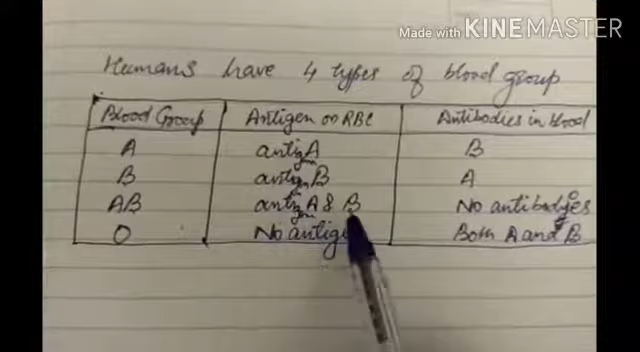 Made with KINEMASTER
Humans have 4 types of blood group
Blood Group Antigen on RBC Antibodies in blood
A antigen A B
B antigen B A
AB antigen A & B No antibodies
O No antige Both A and B